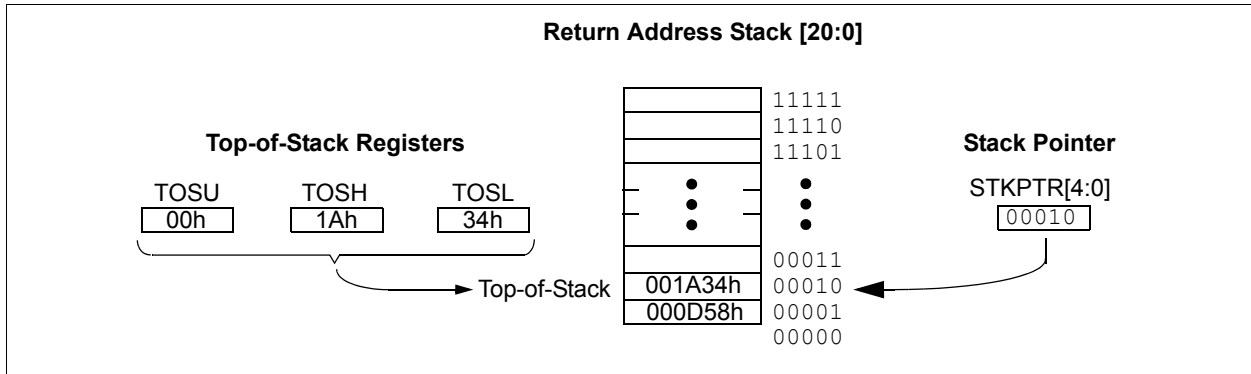 Return Address Stack [20:0]
11111
11110
Top-of-Stack Registers
11101
Stack Pointer
TOSU TOSH TOSL
STKPTR[4:0]
00h 1Ah 34h
00010
00011
Top-of-Stack 001A34h 00010
000D58h 00001
00000